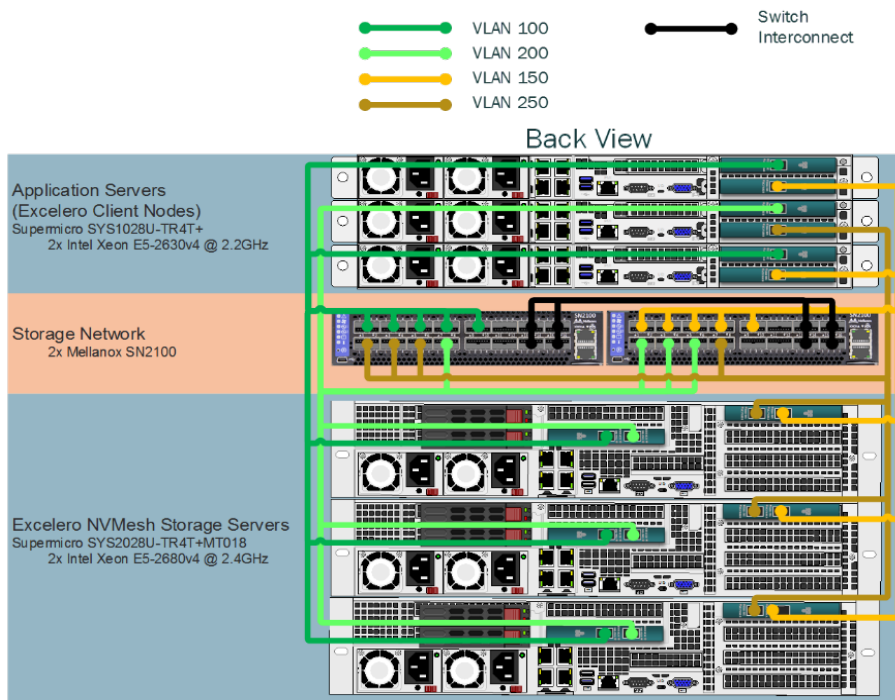 VLAN 100
VLAN 200
VLAN 150
VLAN 250
Switch
Interconnect
Back View
Application Servers
(Excelero Client Nodes)
Supermicro SYS1028U-TR4T+
2x Intel Xeon E5-2630v4 @ 2.2GHz
Storage Network
2x Mellanox SN2100
SN2100
Mellanox
SN2100
Excelero NVMesh Storage Servers
Supermicro SYS2028U-TR4T+MT018
2x Intel Xeon E5-2680v4 @ 2.4GHz